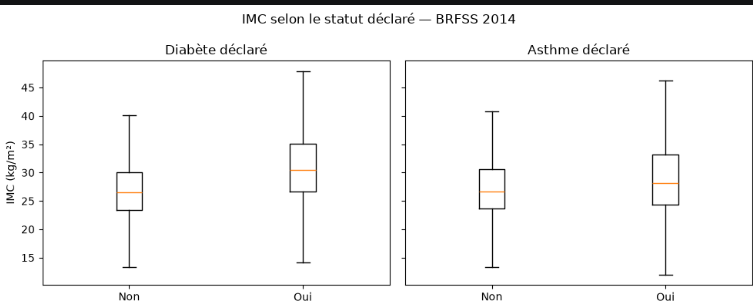 IMC selon le statut déclaré — BRFSS 2014
Diabète déclaré
Asthme déclaré
IMC (kg/m²)
45
40
35
30
25
20
15
Non
Oui
Non
Oui